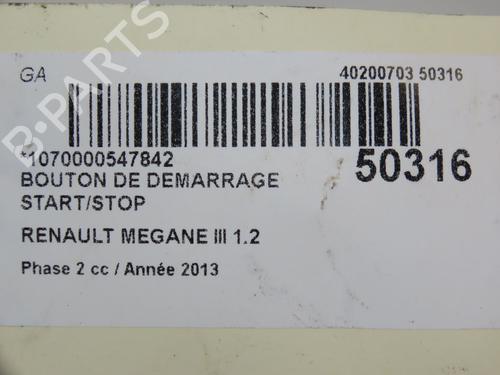 GA
40200703 50316
*1070000547842
50316
BOUTON DE DEMARRAGE
START/STOP
RENAULT MEGANE III 1.2
Phase 2 cc / Année 2013
B-PARTS